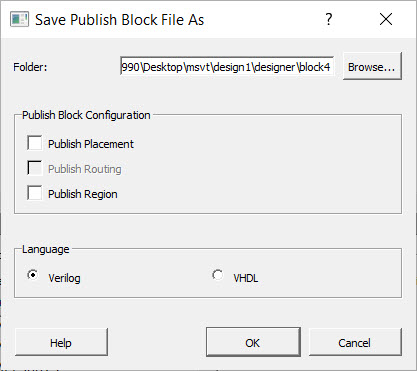 Save Publish Block File As
?
Folder: 990\Desktop\msvt\design1\designer\block4 Browse...
Publish Block Configuration
Publish Placement
Publish Routing
Publish Region
Language
Verilog VHDL
Help OK Cancel